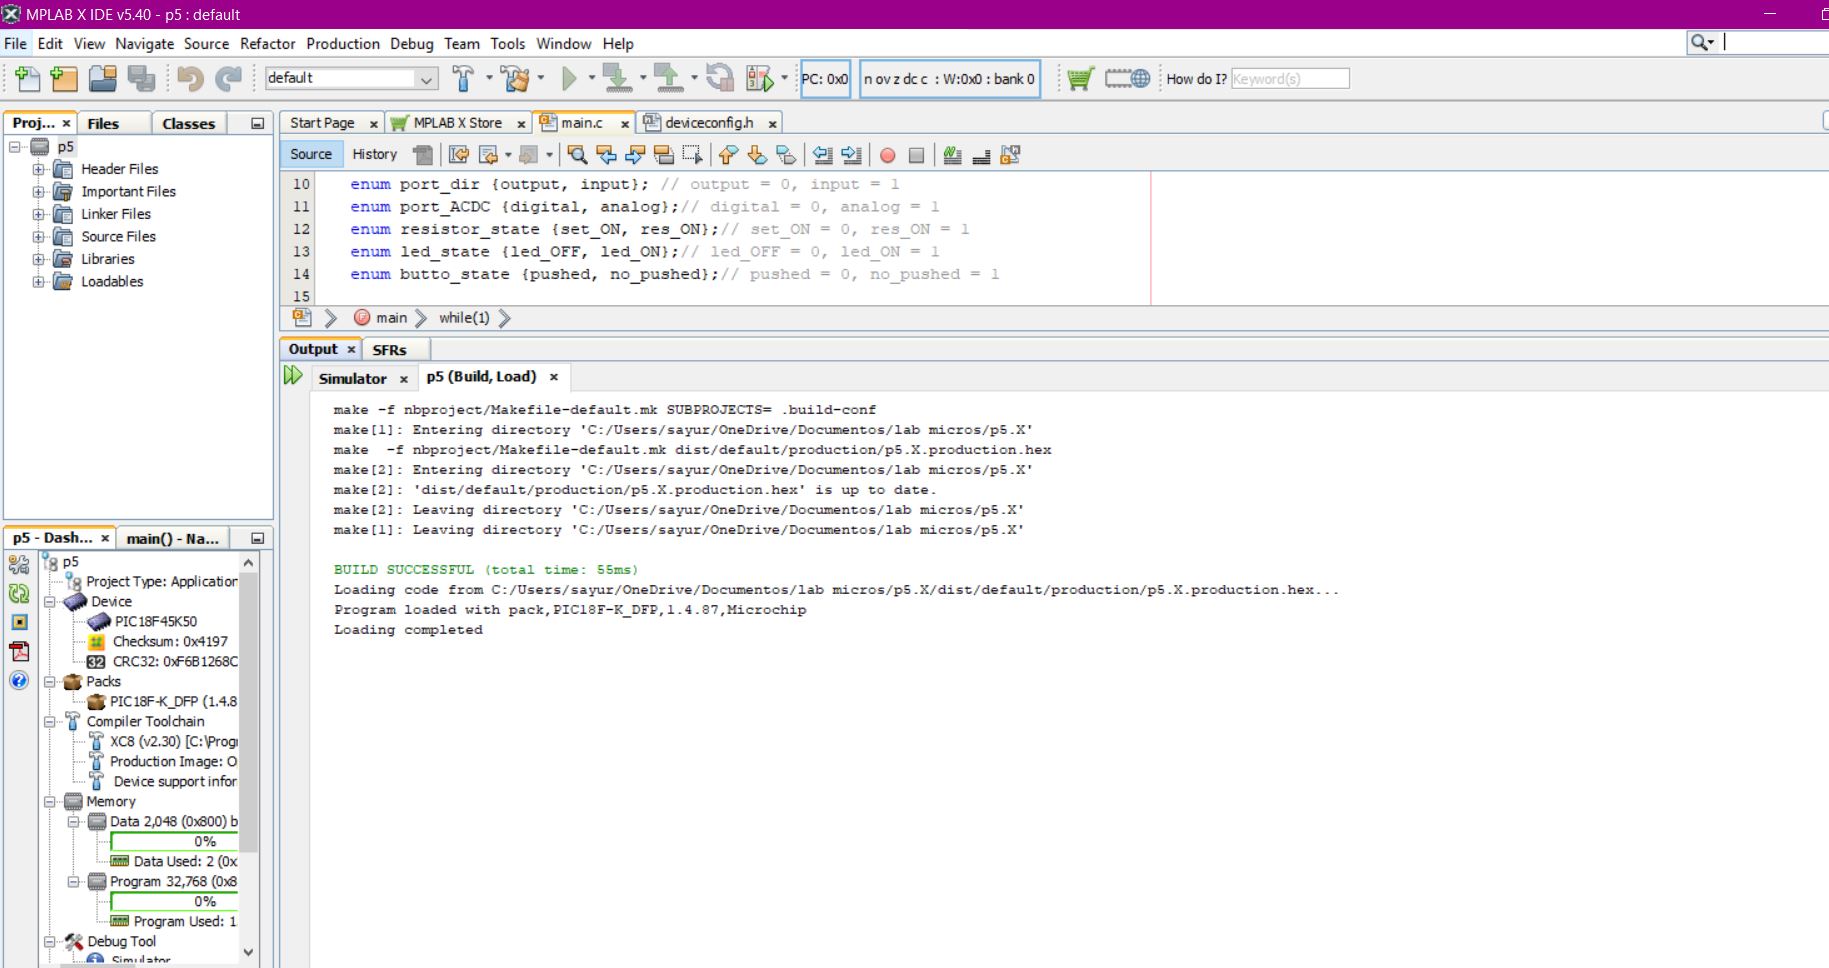 MPLAB X IDE v5.40 - p5 : default
File Edit View Navigate Source Refactor Production Debug Team Tools Window Help
default
PC: 0x0
n ov z dc c : W:0x0 : bank 0
How do I? Keyword(s)
Proj... Files Classes
p5
Header Files
Important Files
Linker Files
Source Files
Libraries
Loadables
Start Page MPLAB X Store main.c deviceconfig.h
Source History
10 enum port_dir {output, input}; // output = 0, input = 1
11 enum port_ACDC {digital, analog};// digital = 0, analog = 1
12 enum resistor_state {set_ON, res_ON};// set_ON = 0, res_ON = 1
13 enum led_state {led_OFF, led_ON};// led_OFF = 0, led_ON = 1
14 enum butto_state {pushed, no_pushed};// pushed = 0, no_pushed = 1
15
main while(1)
Output SFRs
Simulator p5 (Build, Load)
make -f nbproject/Makefile-default.mk SUBPROJECTS= .build-conf
make[1]: Entering directory 'C:/Users/sayur/OneDrive/Documentos/lab micros/p5.X'
make  -f nbproject/Makefile-default.mk dist/default/production/p5.X.production.hex
make[2]: Entering directory 'C:/Users/sayur/OneDrive/Documentos/lab micros/p5.X'
make[2]: 'dist/default/production/p5.X.production.hex' is up to date.
make[2]: Leaving directory 'C:/Users/sayur/OneDrive/Documentos/lab micros/p5.X'
make[1]: Leaving directory 'C:/Users/sayur/OneDrive/Documentos/lab micros/p5.X'
BUILD SUCCESSFUL (total time: 55ms)
Loading code from C:/Users/sayur/OneDrive/Documentos/lab micros/p5.X/dist/default/production/p5.X.production.hex...
Program loaded with pack,PIC18F-K_DFP,1.4.87,Microchip
Loading completed
p5 - Dash... main() - Na...
p5
Project Type: Application
Device
PIC18F45K50
Checksum: 0x4197
32 CRC32: 0xF6B1268C
Packs
PIC18F-K_DFP (1.4.8
Compiler Toolchain
XC8 (v2.30) [C:\Progr
Production Image: O
Device support infor
Memory
Data 2,048 (0x800) b
0%
Data Used: 2 (0x
Program 32,768 (0x8
0%
Program Used: 1
Debug Tool
Simulator